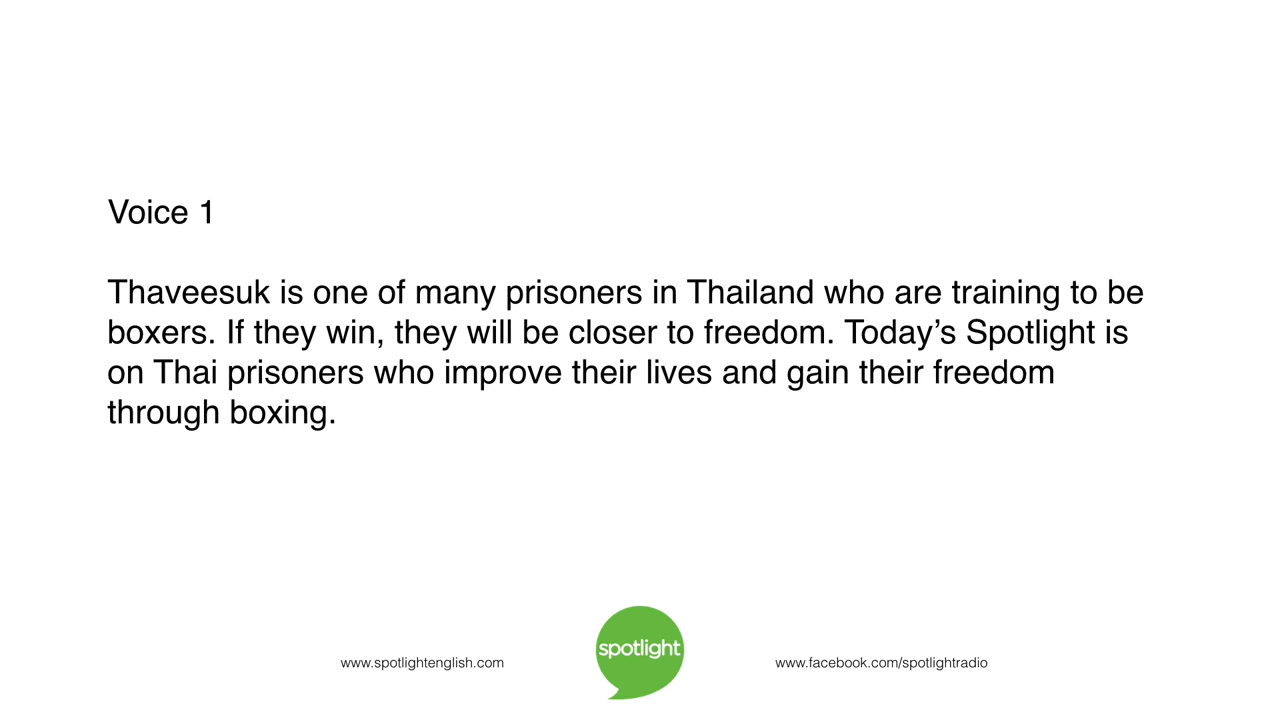 Voice 1
Thaveesuk is one of many prisoners in Thailand who are training to be
boxers. If they win, they will be closer to freedom. Today’s Spotlight is
on Thai prisoners who improve their lives and gain their freedom
through boxing.
www.spotlightenglish.com
spotlight
www.facebook.com/spotlightradio